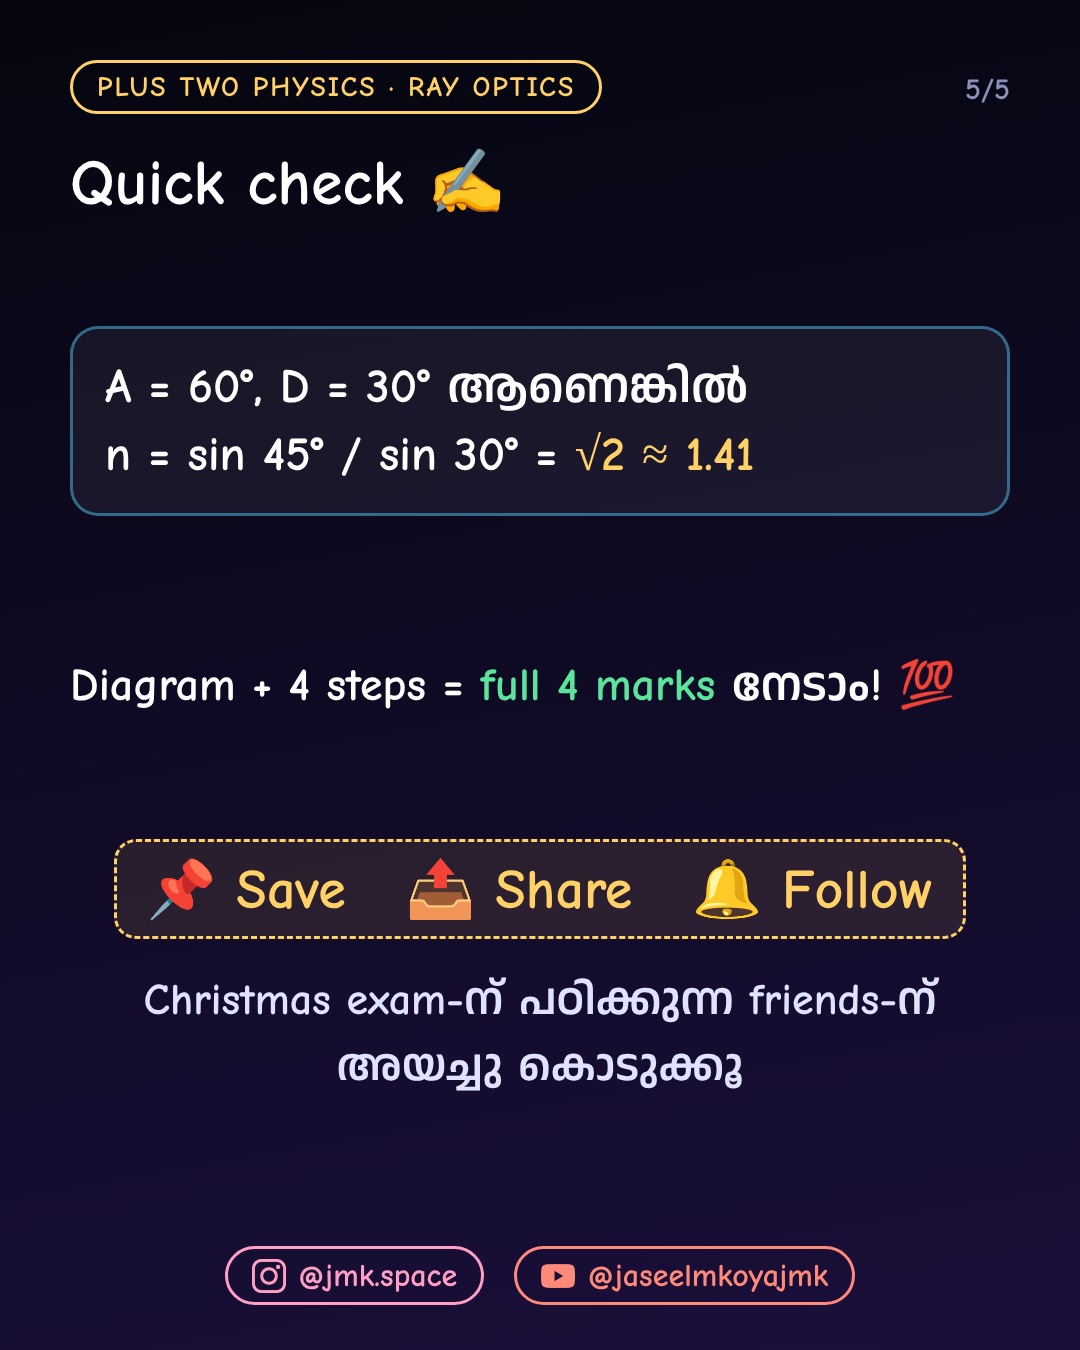 PLUS TWO PHYSICS · RAY OPTICS
5/5
Quick check ✍️
A = 60°, D = 30° ആണെങ്കിൽ
n = sin 45° / sin 30° = √2 ≈ 1.41
Diagram + 4 steps = full 4 marks നേടാം! 💯
📌 Save 📤 Share 🔔 Follow
Christmas exam-ന് പഠിക്കുന്ന friends-ന്
അയച്ചു കൊടുക്കൂ
@jmk.space
@jaseelmkoyajmk